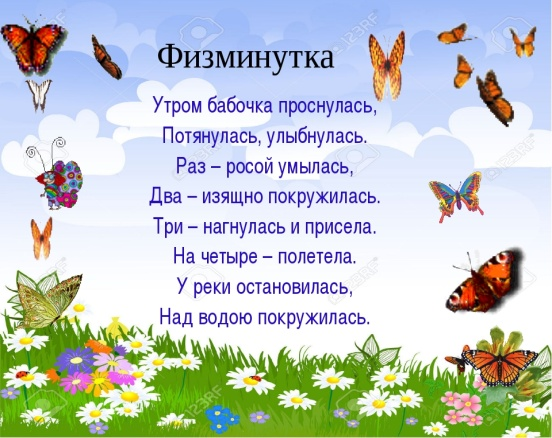 Физминутка
Утром бабочка проснулась,
Потянулась, улыбнулась.
Раз – росой умылась,
Два – изящно покружилась.
Три – нагнулась и присела.
На четыре – полетела.
У реки остановилась,
Над водою покружилась.